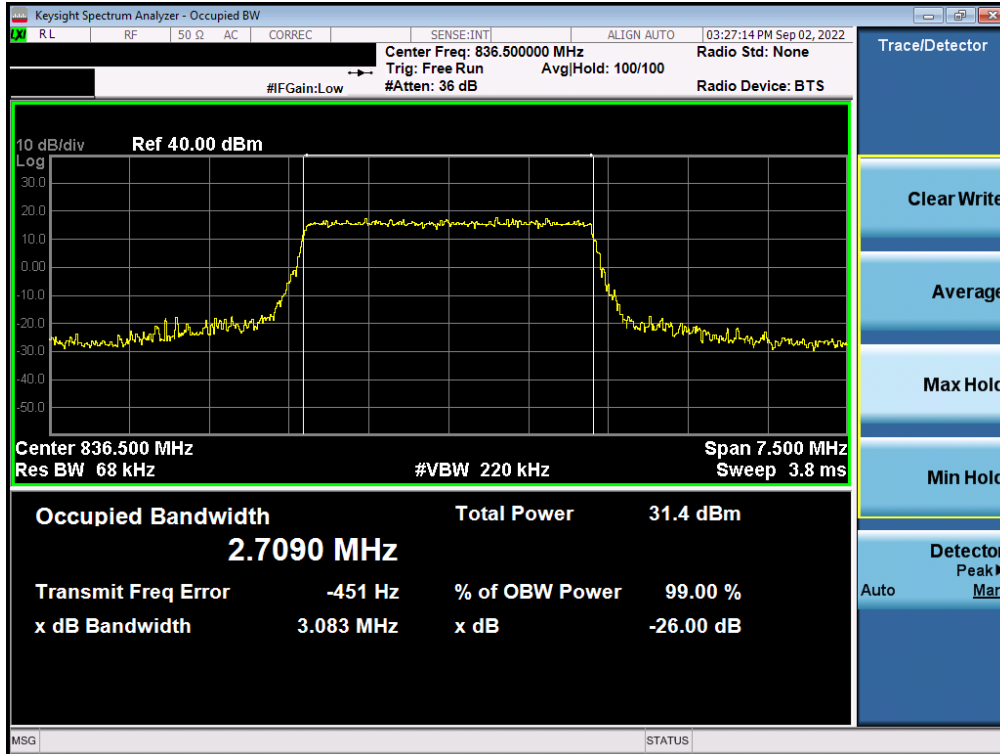 Keysight Spectrum Analyzer - Occupied BW
LXI RL RF 50 Ω AC CORREC SENSE:INT ALIGN AUTO 03:27:14 PM Sep 02, 2022
Center Freq: 836.500000 MHz Radio Std: None
Trig: Free Run Avg|Hold: 100/100
#IFGain:Low #Atten: 36 dB Radio Device: BTS
10 dB/div Ref 40.00 dBm
Log
30.0
20.0
10.0
0.00
-10.0
-20.0
-30.0
-40.0
-50.0
Center 836.500 MHz Span 7.500 MHz
Res BW 68 kHz #VBW 220 kHz Sweep 3.8 ms
Occupied Bandwidth Total Power 31.4 dBm
2.7090 MHz
Transmit Freq Error -451 Hz % of OBW Power 99.00 %
x dB Bandwidth 3.083 MHz x dB -26.00 dB
MSG STATUS
Trace/Detector
Clear Write
Average
Max Hold
Min Hold
Detector
Peak
Auto Man